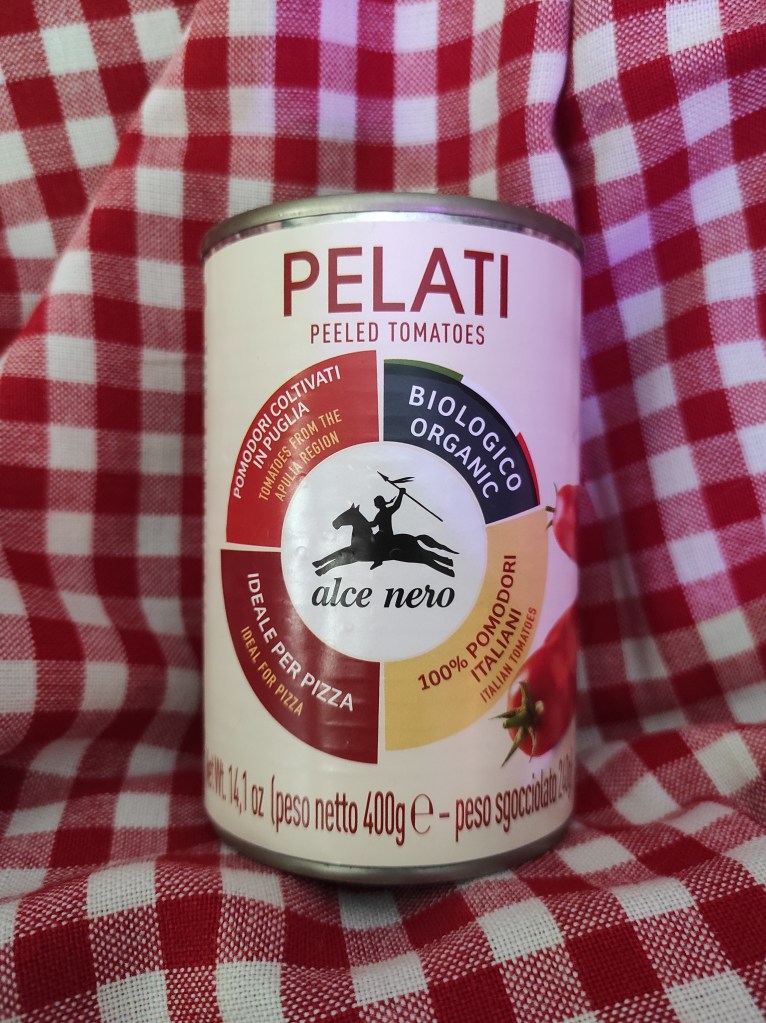 PELATI
PEELED TOMATOES
POMODORI COLTIVATI
IN PUGLIA
TOMATOES FROM THE
APULIA REGION
BIOLOGICO
ORGANIC
alce nero
IDEALE PER PIZZA
IDEAL FOR PIZZA
100% POMODORI
ITALIANI
ITALIAN TOMATOES
Wt. 14,1 oz (peso netto 400g e - peso sgocciolato